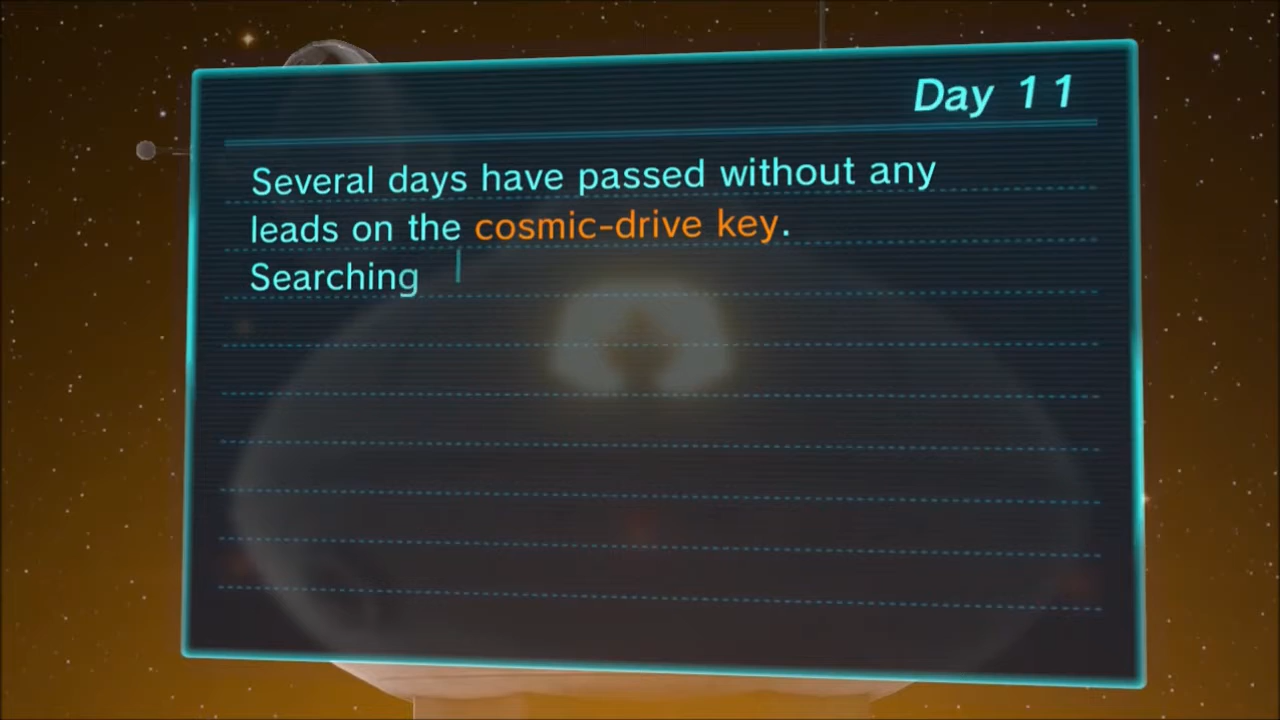 Day 11
Several days have passed without any
leads on the cosmic-drive key.
Searching